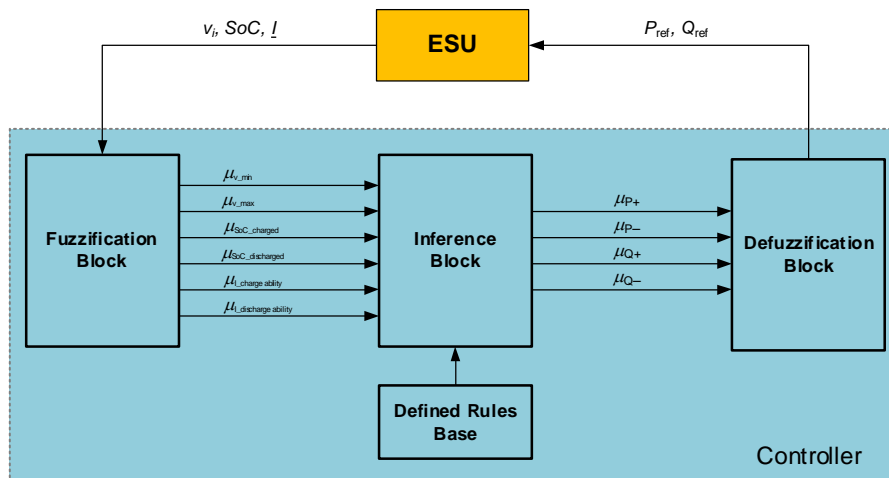 v_i, SoC, I
ESU
P_ref, Q_ref
Fuzzification
Block
μ_v_min
μ_v_max
μ_SoC_charged
μ_SoC_discharged
μ_I_charge ability
μ_I_discharge ability
Inference
Block
μ_P+
μ_P−
μ_Q+
μ_Q−
Defuzzification
Block
Defined Rules
Base
Controller